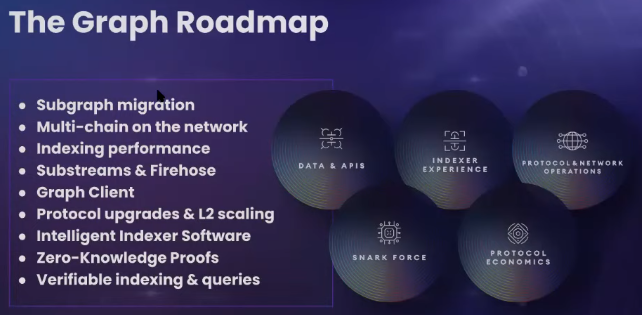 The Graph Roadmap
• Subgraph migration
• Multi-chain on the network
• Indexing performance
• Substreams & Firehose
• Graph Client
• Protocol upgrades & L2 scaling
• Intelligent Indexer Software
• Zero-Knowledge Proofs
• Verifiable indexing & queries
DATA & APIS
INDEXER
EXPERIENCE
PROTOCOL & NETWORK
OPERATIONS
SNARK FORCE
PROTOCOL
ECONOMICS